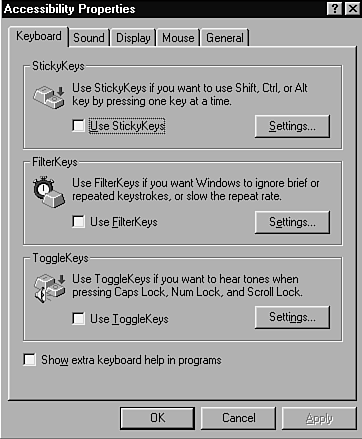 Accessibility Properties
Keyboard Sound Display Mouse General
StickyKeys
Use StickyKeys if you want to use Shift, Ctrl, or Alt
key by pressing one key at a time.
Use StickyKeys Settings...
FilterKeys
Use FilterKeys if you want Windows to ignore brief or
repeated keystrokes, or slow the repeat rate.
Use FilterKeys Settings...
ToggleKeys
Use ToggleKeys if you want to hear tones when
pressing Caps Lock, Num Lock, and Scroll Lock.
Use ToggleKeys Settings...
Show extra keyboard help in programs
OK Cancel Apply